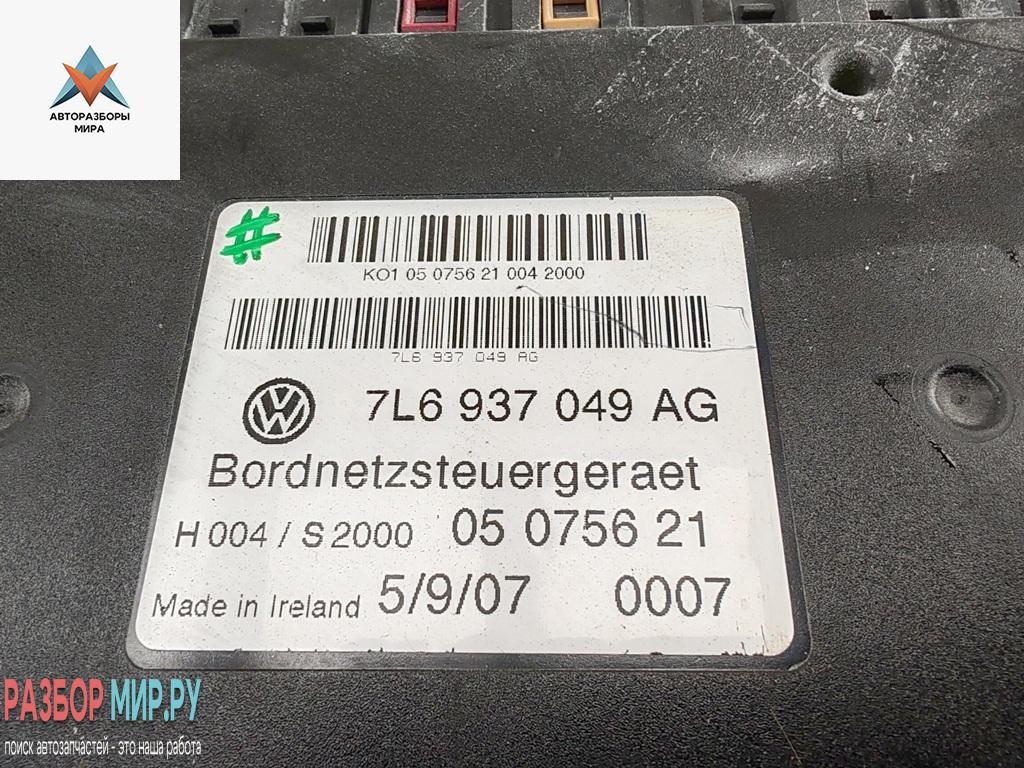 АВТОРАЗБОРЫ
МИРА
#
KO1 05 0756 21 004 2000
7L6 937 049 AG
7L6 937 049 AG
Bordnetzsteuergeraet
H 004 / S 2000 05 0756 21
Made in Ireland 5/9/07 0007
РАЗБОР МИР.РУ
поиск автозапчастей - это наша работа